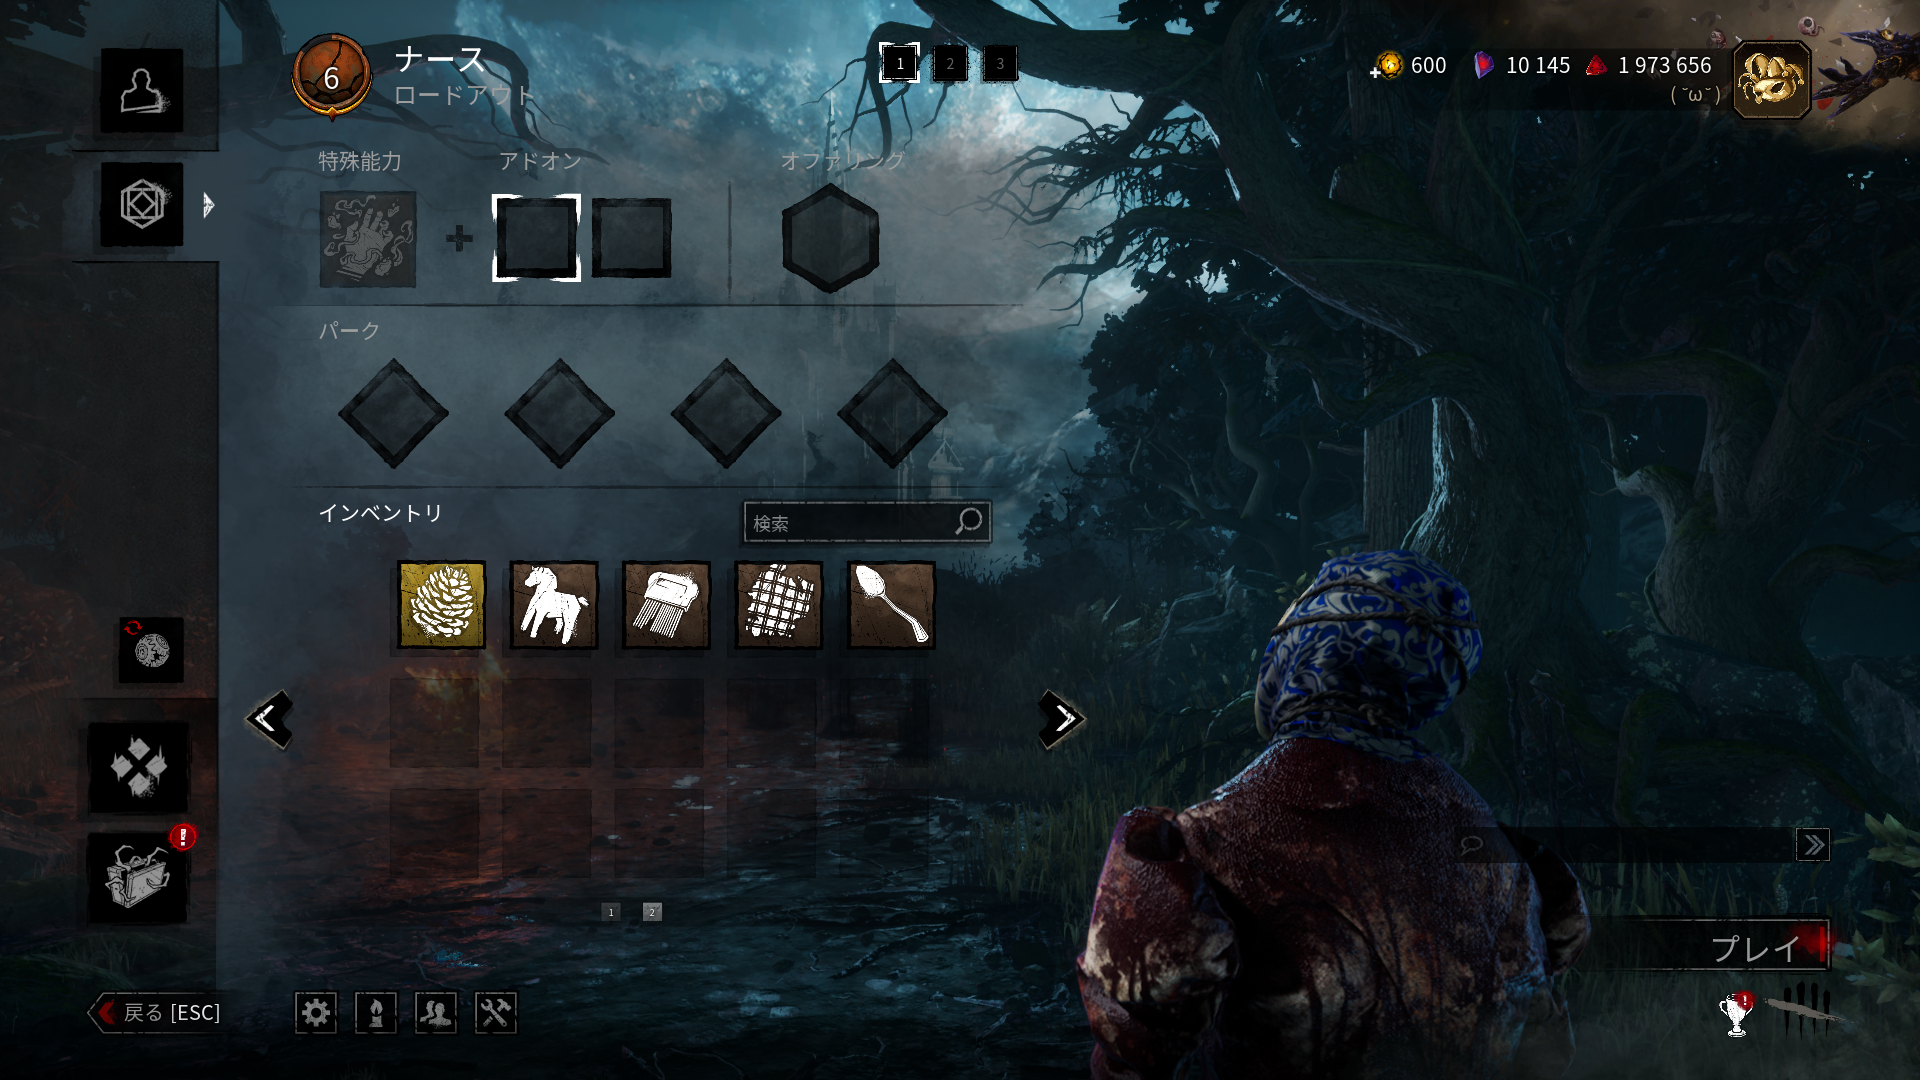 6
ナース
ロードアウト
1
2
3
600
10 145
1 973 656
( ˘ω˘ )
特殊能力
アドオン
オファリング
パーク
インベントリ
検索
1
2
プレイ
戻る [ESC]